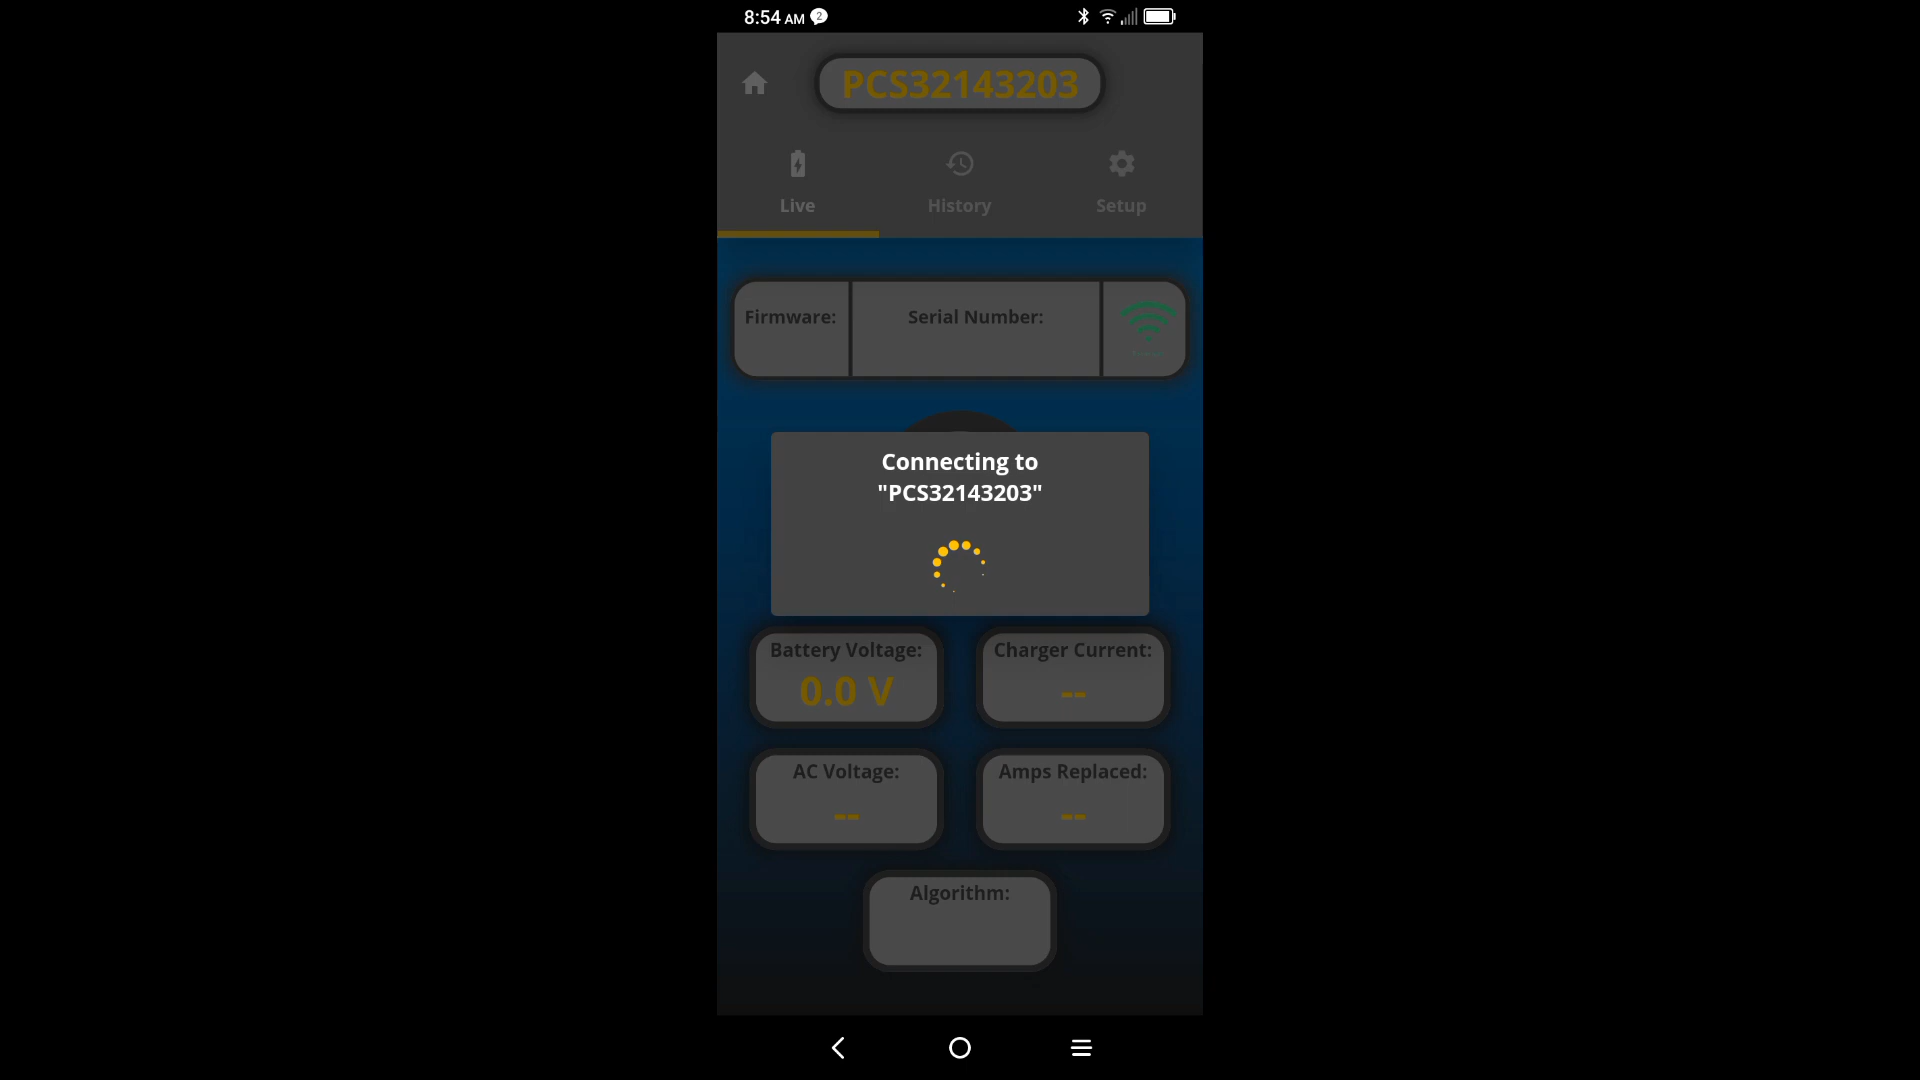 8:54 AM 2
PCS32143203
Live History Setup
Firmware: Serial Number:
Connecting to
"PCS32143203"
Battery Voltage: Charger Current:
0.0 V --
AC Voltage: Amps Replaced:
-- --
Algorithm: